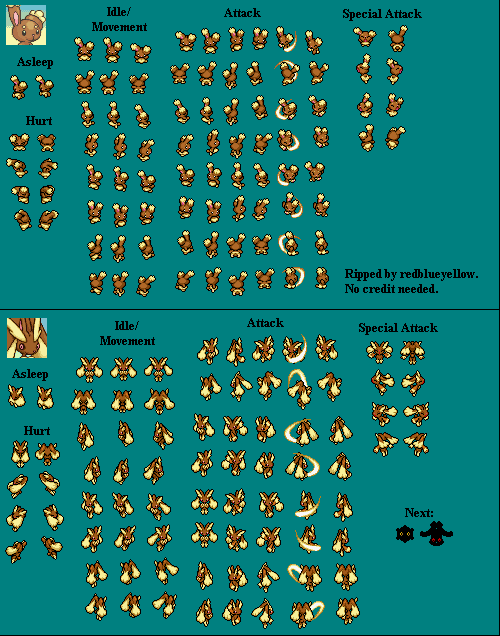 Idle/
Movement
Attack
Special Attack
Asleep
Hurt
Ripped by redblueyellow.
No credit needed.
Idle/
Movement
Attack
Special Attack
Asleep
Hurt
Next: